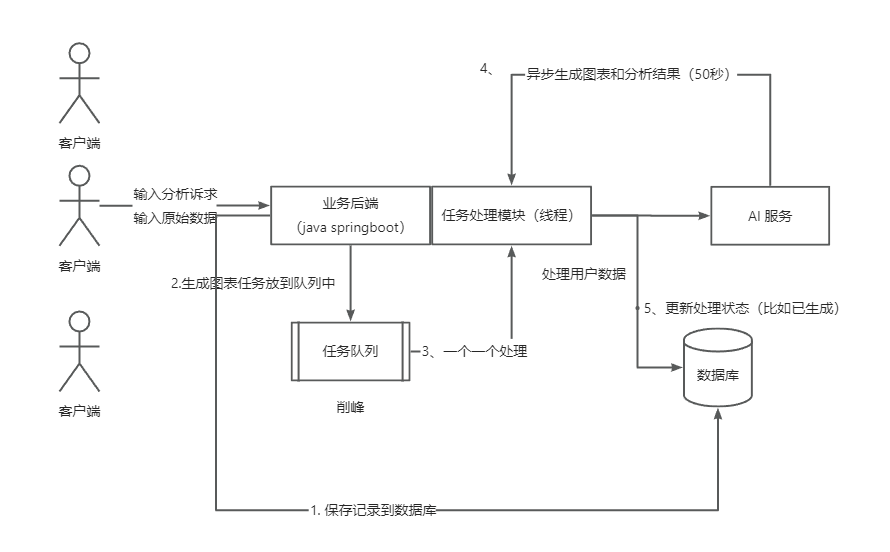 4、
异步生成图表和分析结果（50秒）
客户端
输入分析诉求
输入原始数据
业务后端
（java springboot）
任务处理模块（线程）
AI 服务
客户端
2.生成图表任务放到队列中
处理用户数据
5、更新处理状态（比如已生成）
任务队列
3、一个一个处理
数据库
客户端
削峰
1. 保存记录到数据库